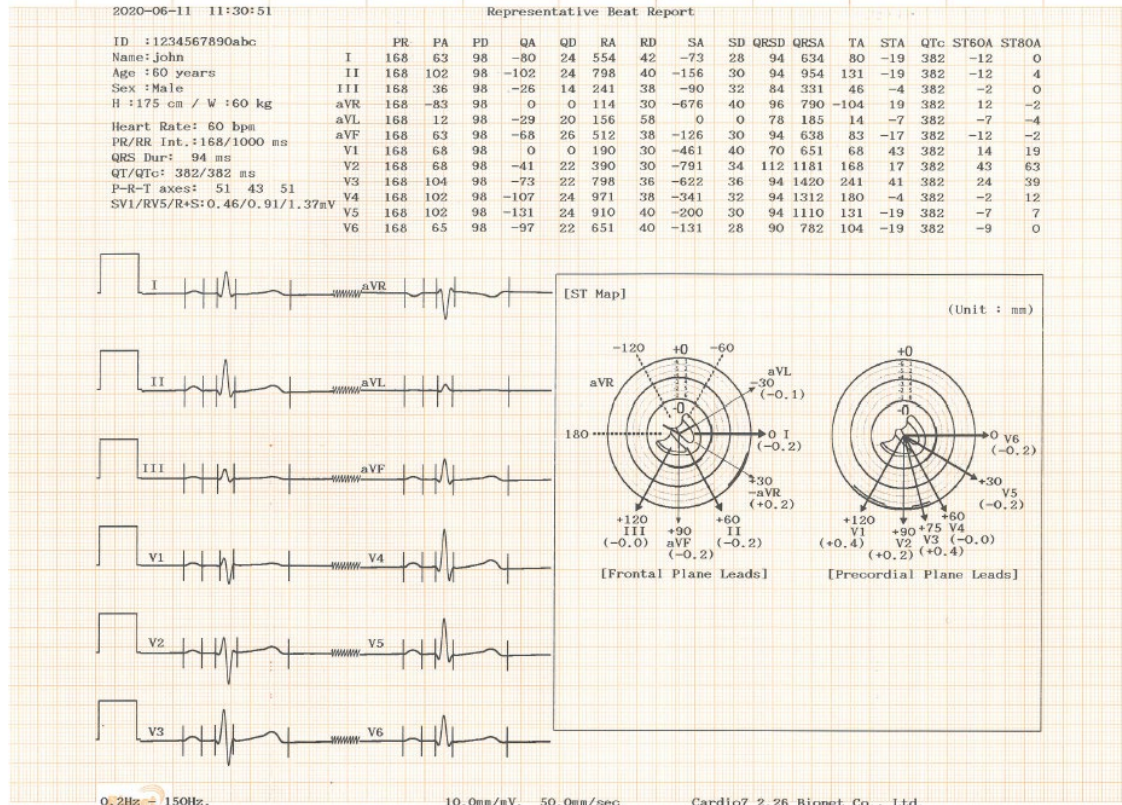 2020-06-11 11:30:51 Representative Beat Report
ID :1234567890abc PR PA PD QA QD RA RD SA SD QRSD QRSA TA STA QTc ST60A ST80A
Name:john I 168 63 98 -80 24 554 42 -73 28 94 634 80 -19 382 -12 0
Age :60 years II 168 102 98 -102 24 798 40 -156 30 94 954 131 -19 382 -12 4
Sex :Male III 168 36 98 -26 14 241 38 -90 32 84 331 46 -4 382 -2 0
H :175 cm / W :60 kg aVR 168 -83 98 0 0 114 30 -676 40 96 790 -104 19 382 12 -2
aVL 168 12 98 -29 20 156 58 0 0 78 185 14 -7 382 -7 -4
Heart Rate: 60 bpm aVF 168 63 98 -68 26 512 38 -126 30 94 638 83 -17 382 -12 -2
PR/RR Int.:168/1000 ms V1 168 68 98 0 0 190 30 -461 40 70 651 68 43 382 14 19
QRS Dur: 94 ms V2 168 68 98 -41 22 390 30 -791 34 112 1181 168 17 382 43 63
QT/QTc: 382/382 ms V3 168 104 98 -73 22 798 36 -622 36 94 1420 241 41 382 24 39
P-R-T axes: 51 43 51 V4 168 102 98 -107 24 971 38 -341 32 94 1312 180 -4 382 -2 12
SV1/RV5/R+S:0.46/0.91/1.37mV V5 168 102 98 -131 24 910 40 -200 30 94 1110 131 -19 382 -7 7
V6 168 65 98 -97 22 651 40 -131 28 90 782 104 -19 382 -9 0
I aVR
II aVL
III aVF
V1 V4
V2 V5
V3 V6
[ST Map]
(Unit : mm)
-120 +0 -60
aVR aVL
-30
(-0.1)
-0
180 0 I
(-0.2)
+30
-aVR
(+0.2)
+120 +90 +60
III aVF II
(-0.0) (-0.2) (-0.2)
[Frontal Plane Leads]
+0
-0
0 V6
(-0.2)
+30
V5
(-0.2)
+120 +90 +75 +60
V1 V2 V3 V4
(+0.4) (+0.2) (+0.4) (-0.0)
[Precordial Plane Leads]
0.2Hz - 150Hz, 10.0mm/mV, 50.0mm/sec Cardio7 2.26 Bionet Co., Ltd